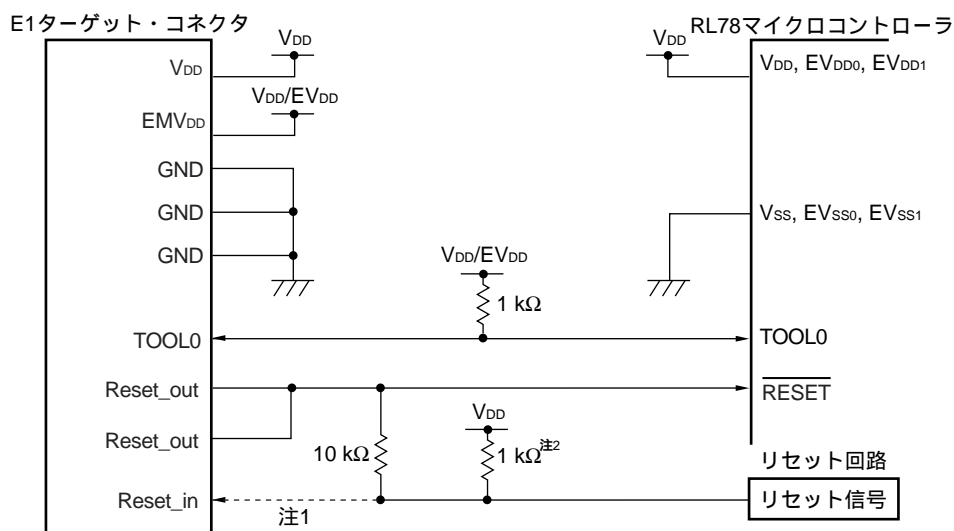 E1ターゲット・コネクタ
RL78マイクロコントローラ
VDD
VDD
VDD
VDD, EVDD0, EVDD1
VDD/EVDD
EMVDD
GND
GND
VSS, EVSS0, EVSS1
GND
VDD/EVDD
1 kΩ
TOOL0
TOOL0
Reset_out
RESET
VDD
Reset_out
10 kΩ
1 kΩ注2
リセット回路
Reset_in
注1
リセット信号